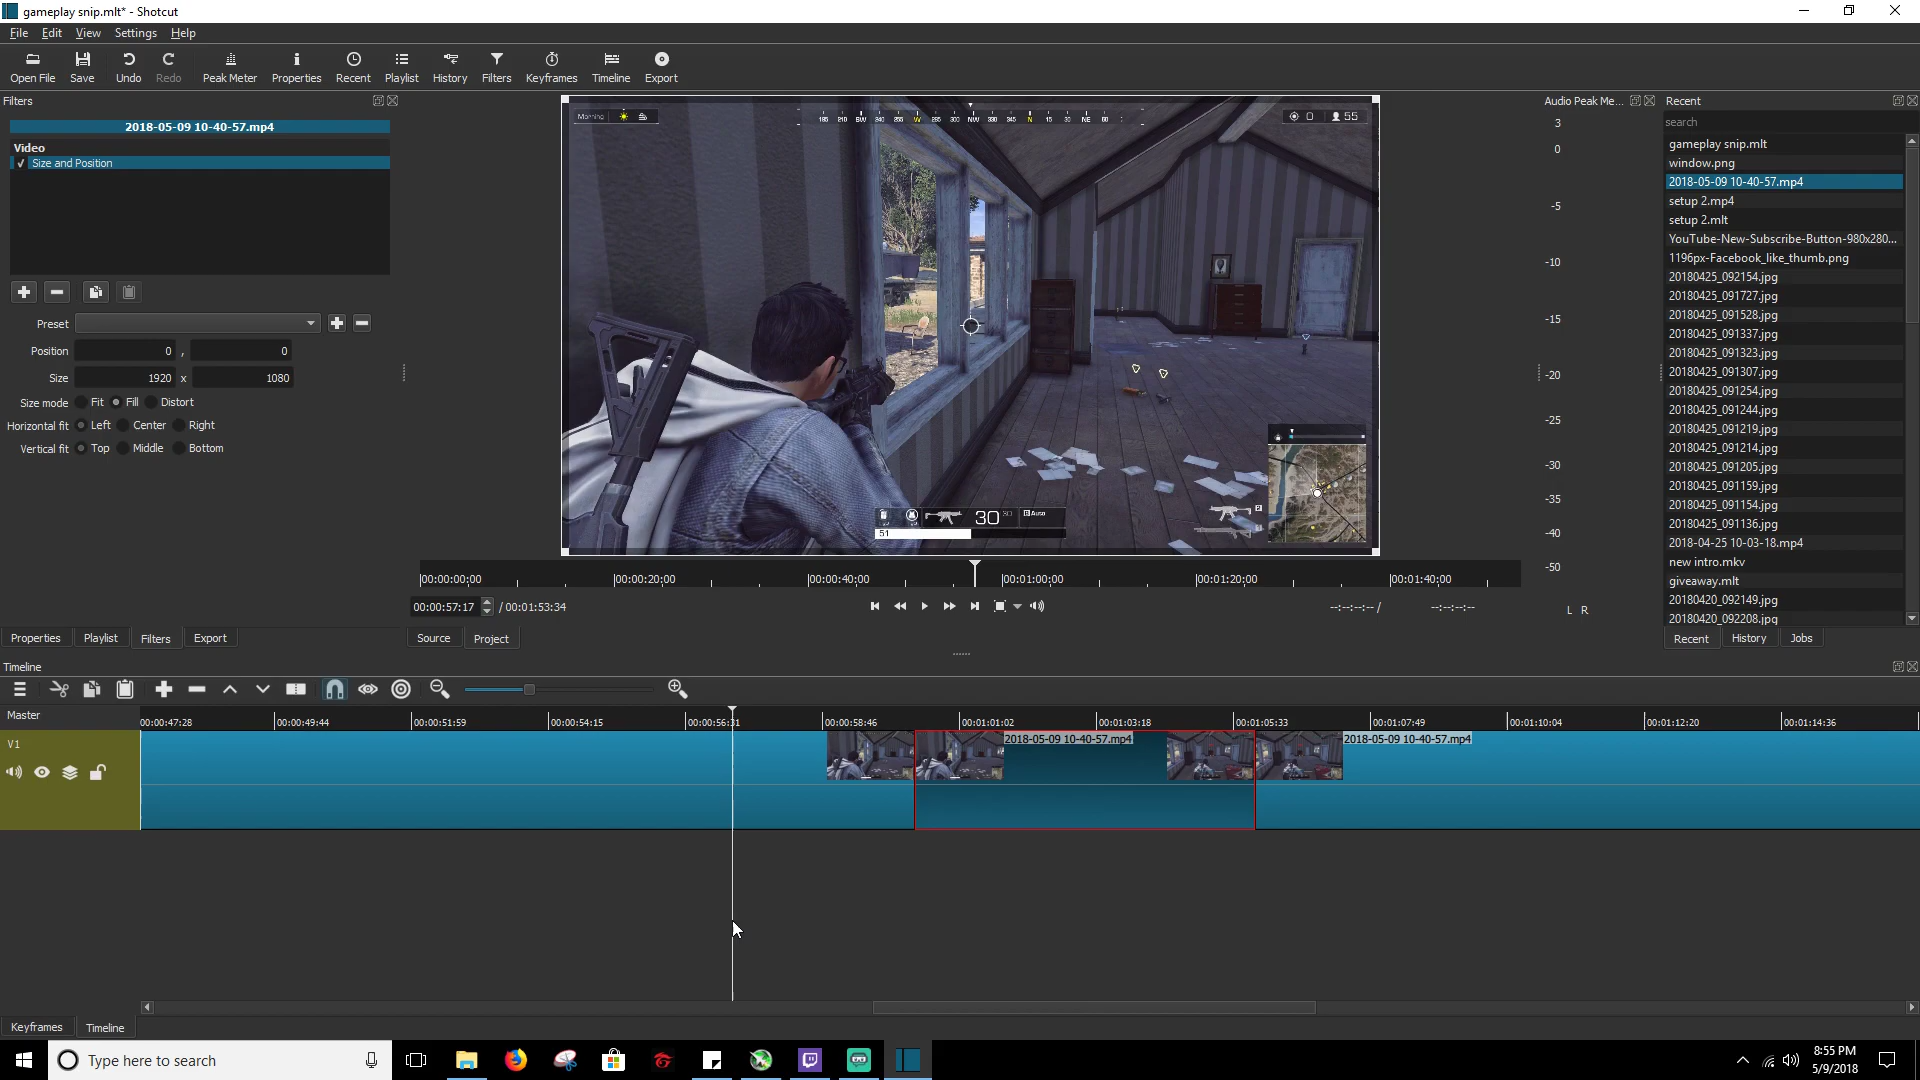 gameplay snip.mlt* - Shotcut
File Edit View Settings Help
Open File Save Undo Redo Peak Meter Properties Recent Playlist History Filters Keyframes Timeline Export
Filters
2018-05-09 10-40-57.mp4
Video
Size and Position
Preset
Position 0 , 0
Size 1920 x 1080
Size mode Fit Fill Distort
Horizontal fit Left Center Right
Vertical fit Top Middle Bottom
Properties Playlist Filters Export
Morning
W N NE
55
30 Auto
51
00:00:00:00 00:00:20:00 00:00:40:00 00:01:00:00 00:01:20:00 00:01:40:00
00:00:57:17 / 00:01:53:34 --:--:--:-- / --:--:--:--
Source Project
Audio Peak Me...
3
0
-5
-10
-15
-20
-25
-30
-35
-40
-50
L R
Recent
search
gameplay snip.mlt
window.png
2018-05-09 10-40-57.mp4
setup 2.mp4
setup 2.mlt
YouTube-New-Subscribe-Button-980x280...
1196px-Facebook_like_thumb.png
20180425_092154.jpg
20180425_091727.jpg
20180425_091528.jpg
20180425_091337.jpg
20180425_091323.jpg
20180425_091307.jpg
20180425_091254.jpg
20180425_091244.jpg
20180425_091219.jpg
20180425_091214.jpg
20180425_091205.jpg
20180425_091159.jpg
20180425_091154.jpg
20180425_091136.jpg
2018-04-25 10-03-18.mp4
new intro.mkv
giveaway.mlt
20180420_092149.jpg
20180420_092208.jpg
Recent History Jobs
Timeline
Master
00:00:47:28 00:00:49:44 00:00:51:59 00:00:54:15 00:00:56:31 00:00:58:46 00:01:01:02 00:01:03:18 00:01:05:33 00:01:07:49 00:01:10:04 00:01:12:20 00:01:14:36
V1
2018-05-09 10-40-57.mp4 2018-05-09 10-40-57.mp4
Keyframes Timeline
Type here to search
8:55 PM
5/9/2018